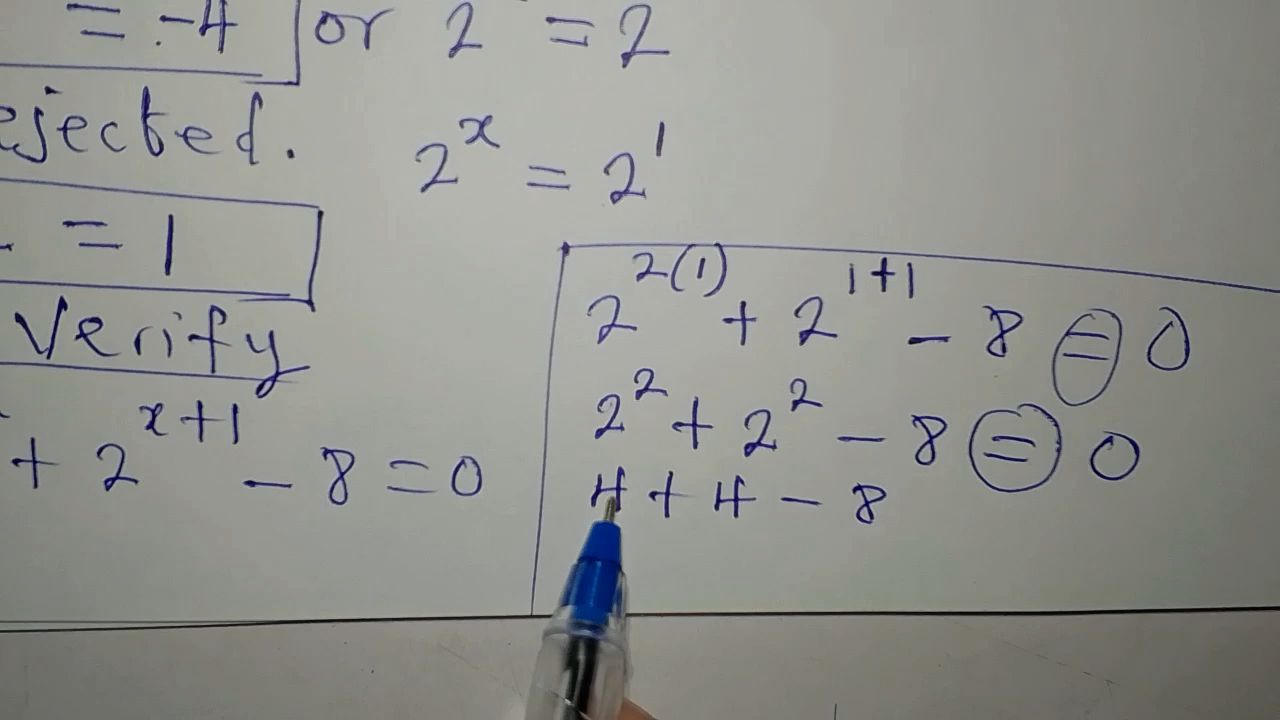 = -4 or 2 = 2
ejected.
2^x = 2^1
= 1
Verify
+ 2^{x+1} - 8 = 0
2^{2(1)} + 2^{1+1} - 8 = 0
2^2 + 2^2 - 8 = 0
4 + 4 - 8